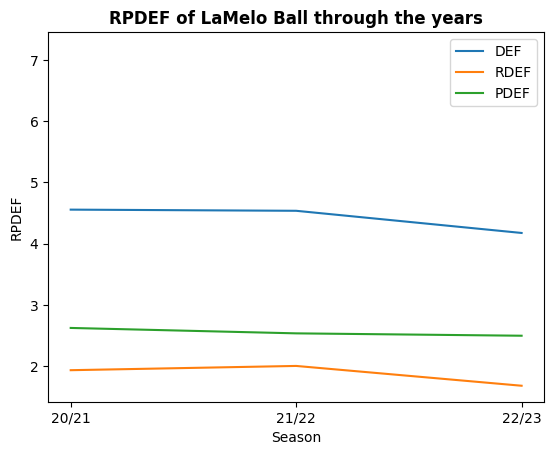 RPDEF of LaMelo Ball through the years
DEF
RDEF
PDEF
7
6
5
4
3
2
RPDEF
20/21
21/22
22/23
Season